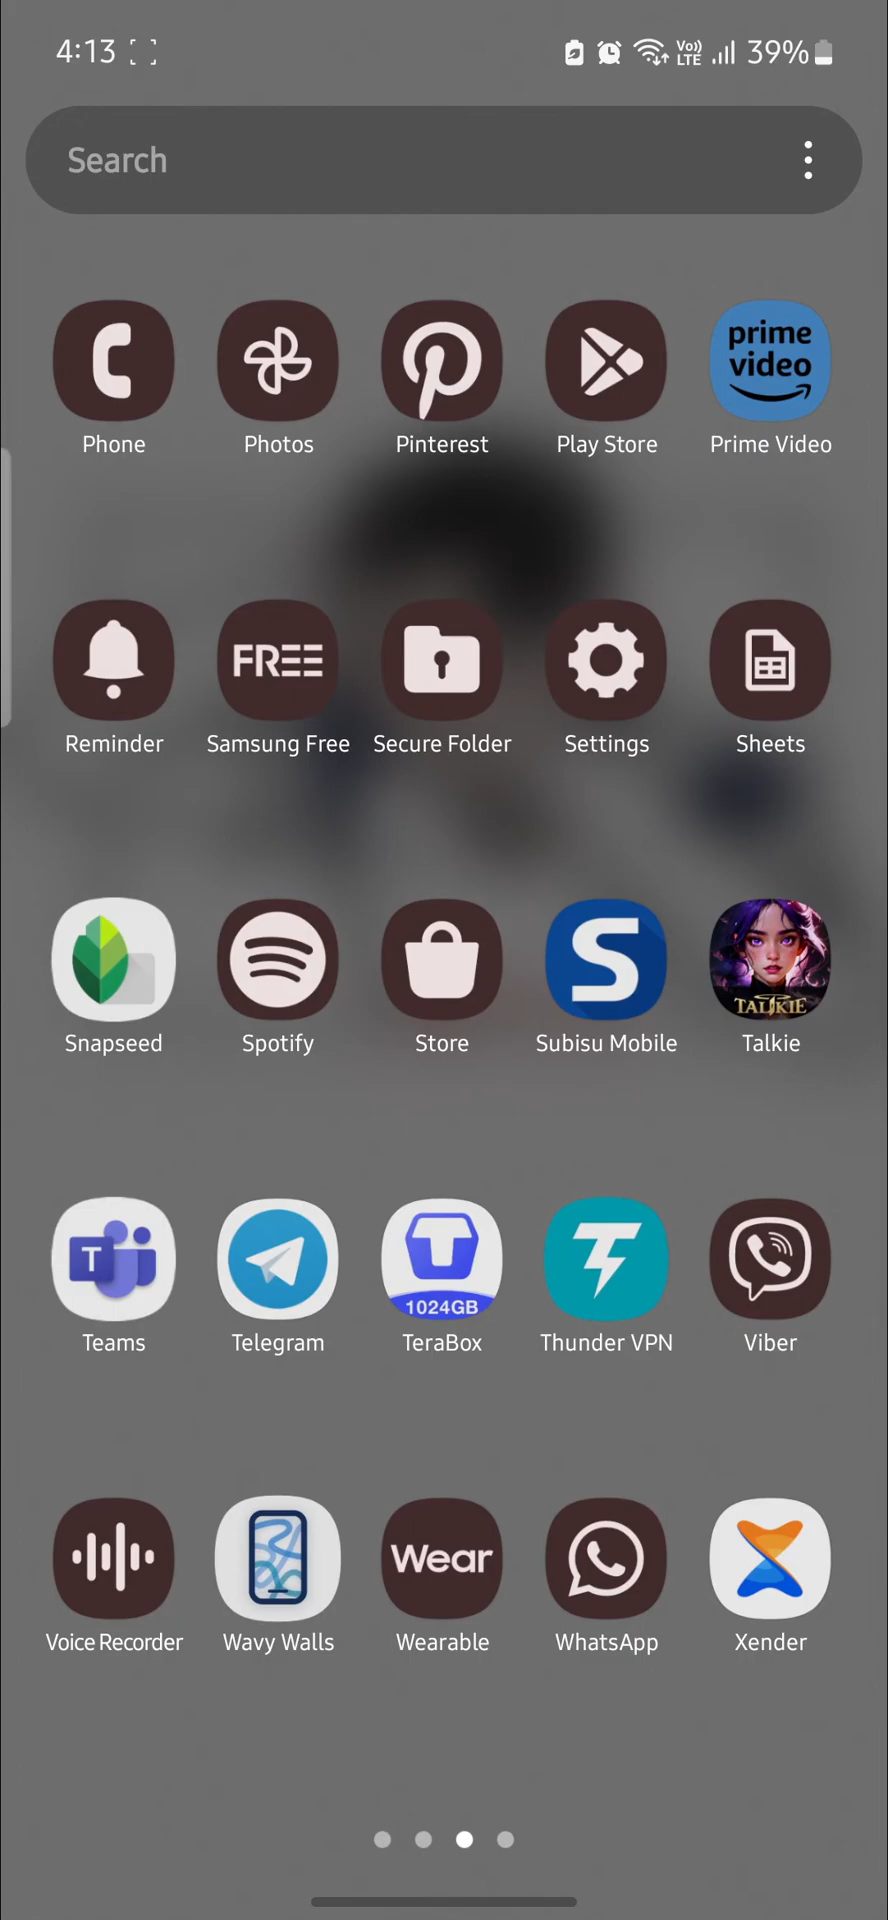 4:13
Vo)) LTE 39%
Search
prime video
Phone Photos Pinterest Play Store Prime Video
FREE
Reminder Samsung Free Secure Folder Settings Sheets
S TALKIE
Snapseed Spotify Store Subisu Mobile Talkie
T
1024GB
Teams Telegram TeraBox Thunder VPN Viber
Wear
Voice Recorder Wavy Walls Wearable WhatsApp Xender